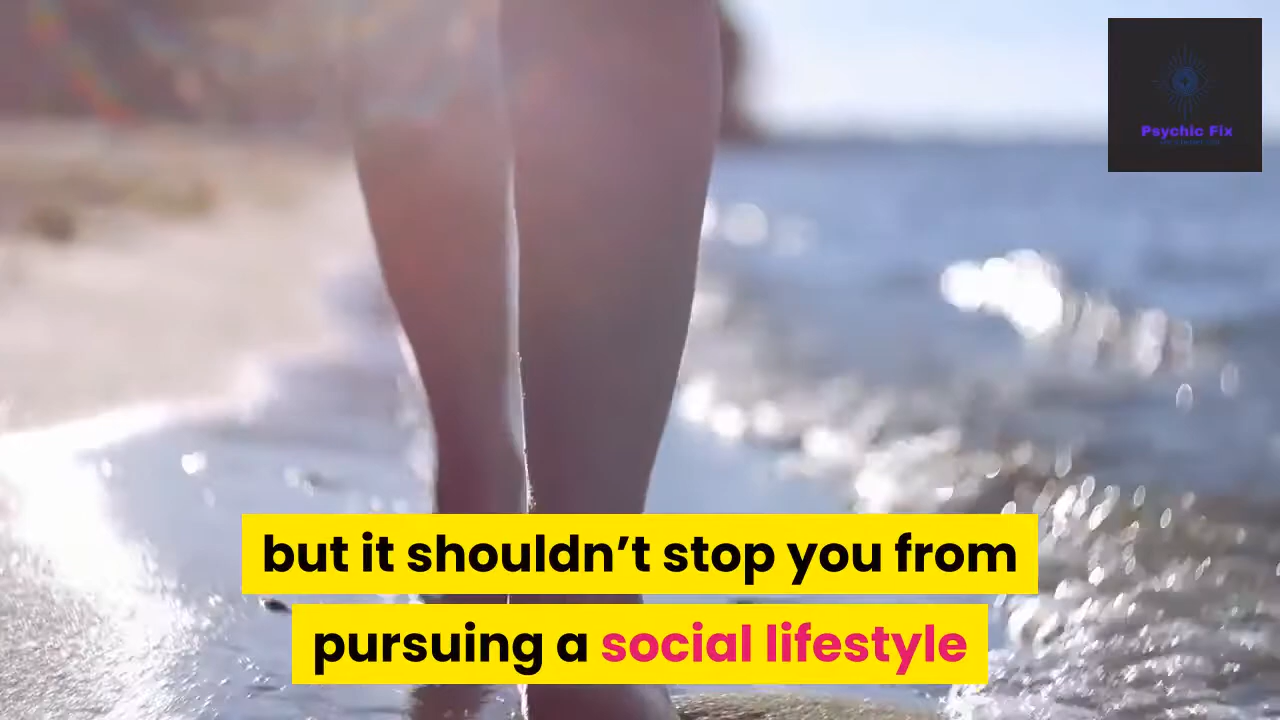 Psychic Fix
but it shouldn’t stop you from
pursuing a social lifestyle